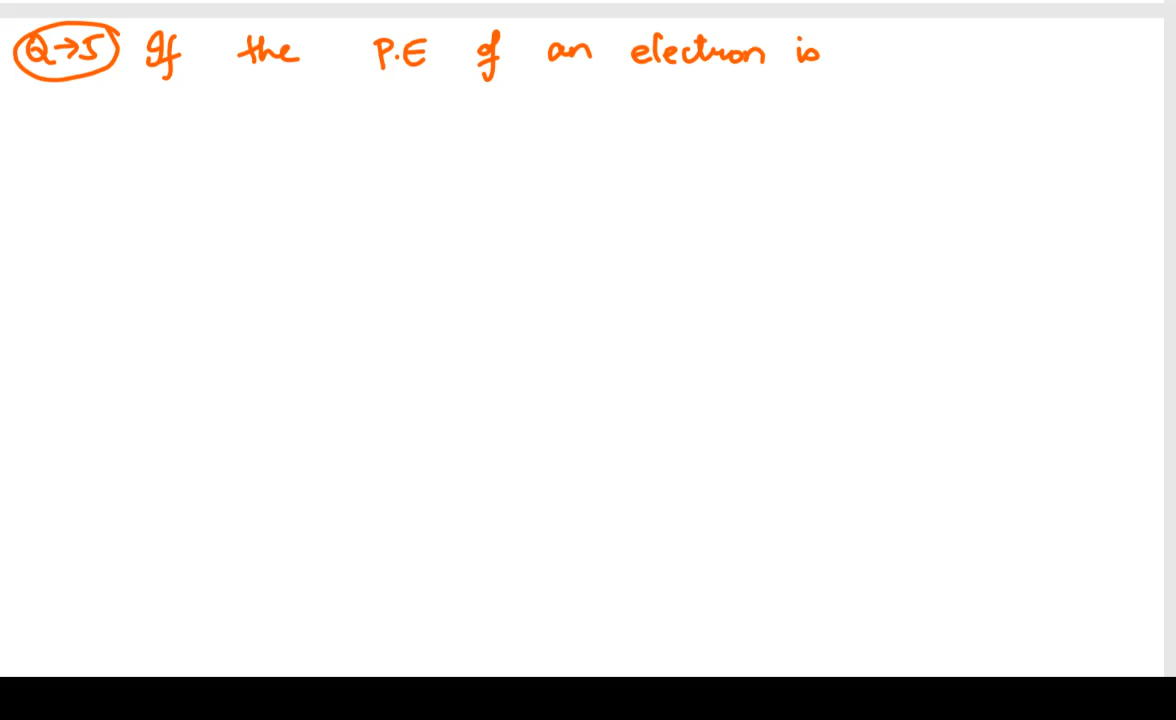 Q→5 If the P.E of an electron is